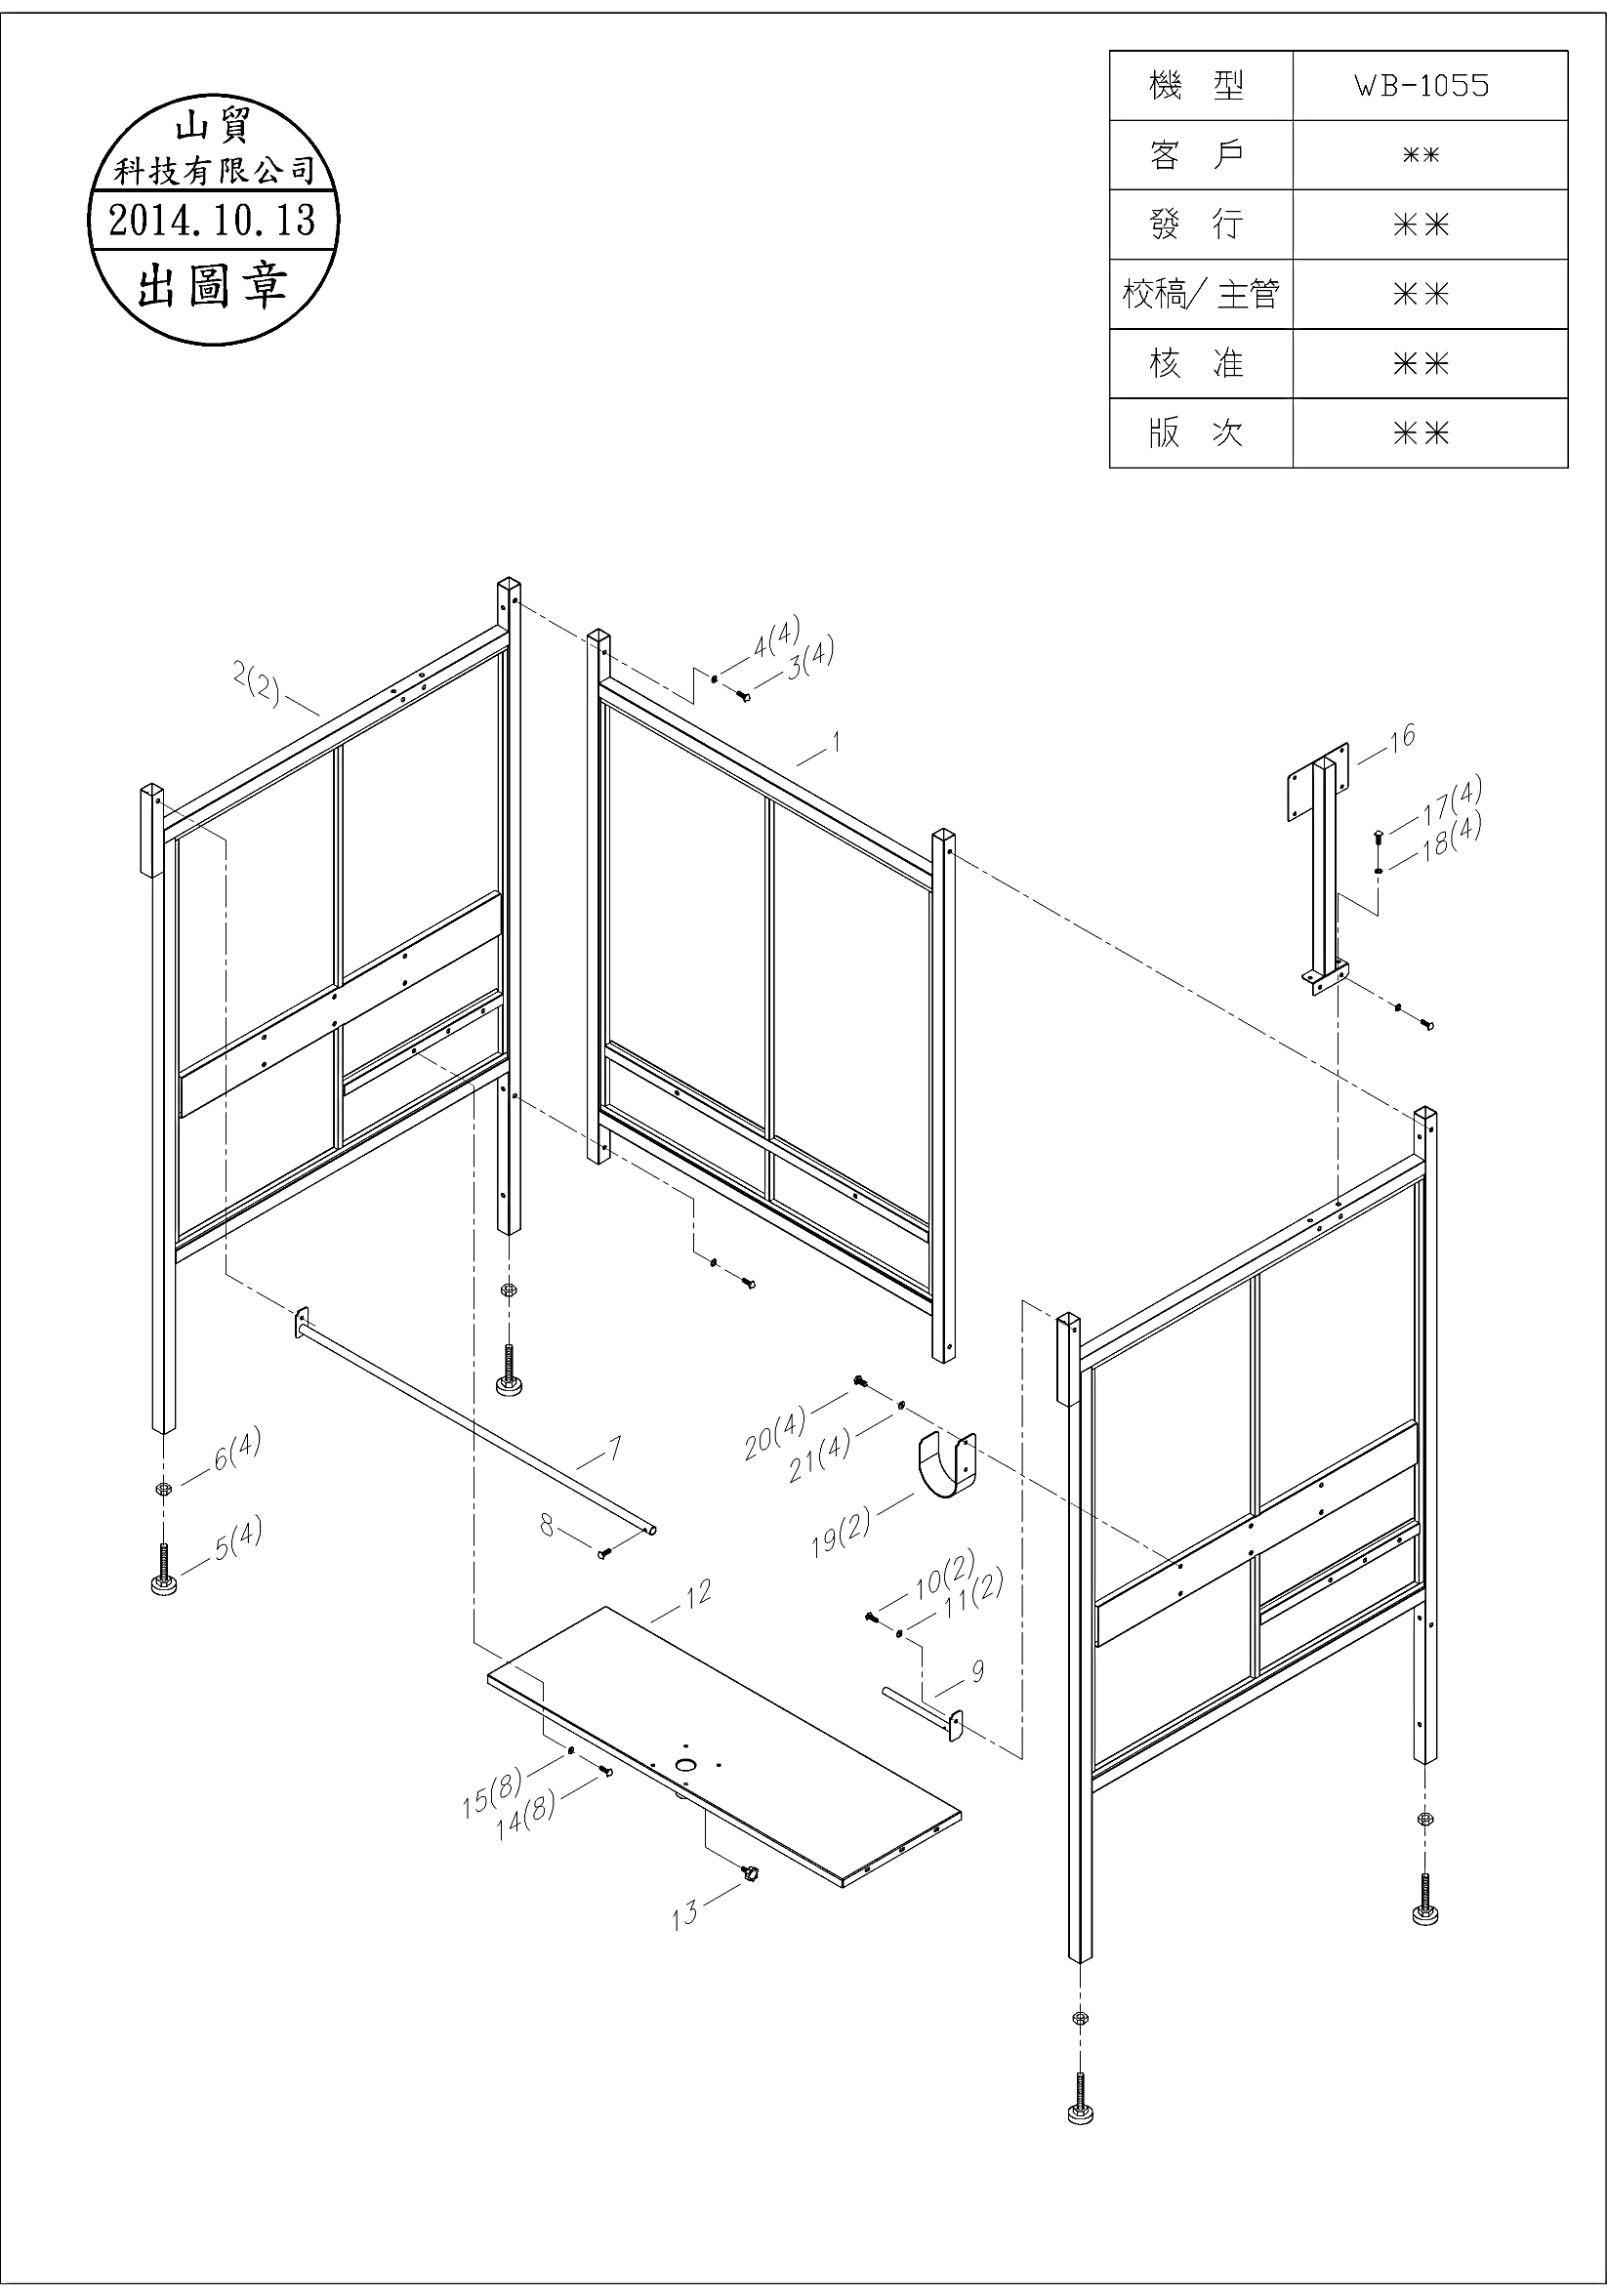 山貿
科技有限公司
2014.10.13
出圖章
機 型 WB-1055
客 戶 **
發 行 **
校稿/主管 **
核 准 **
版 次 **
4(4)
3(4)
2(2)
1
16
17(4)
18(4)
6(4)
7
20(4)
21(4)
8
19(2)
5(4)
10(2)
11(2)
12
9
15(8)
14(8)
13